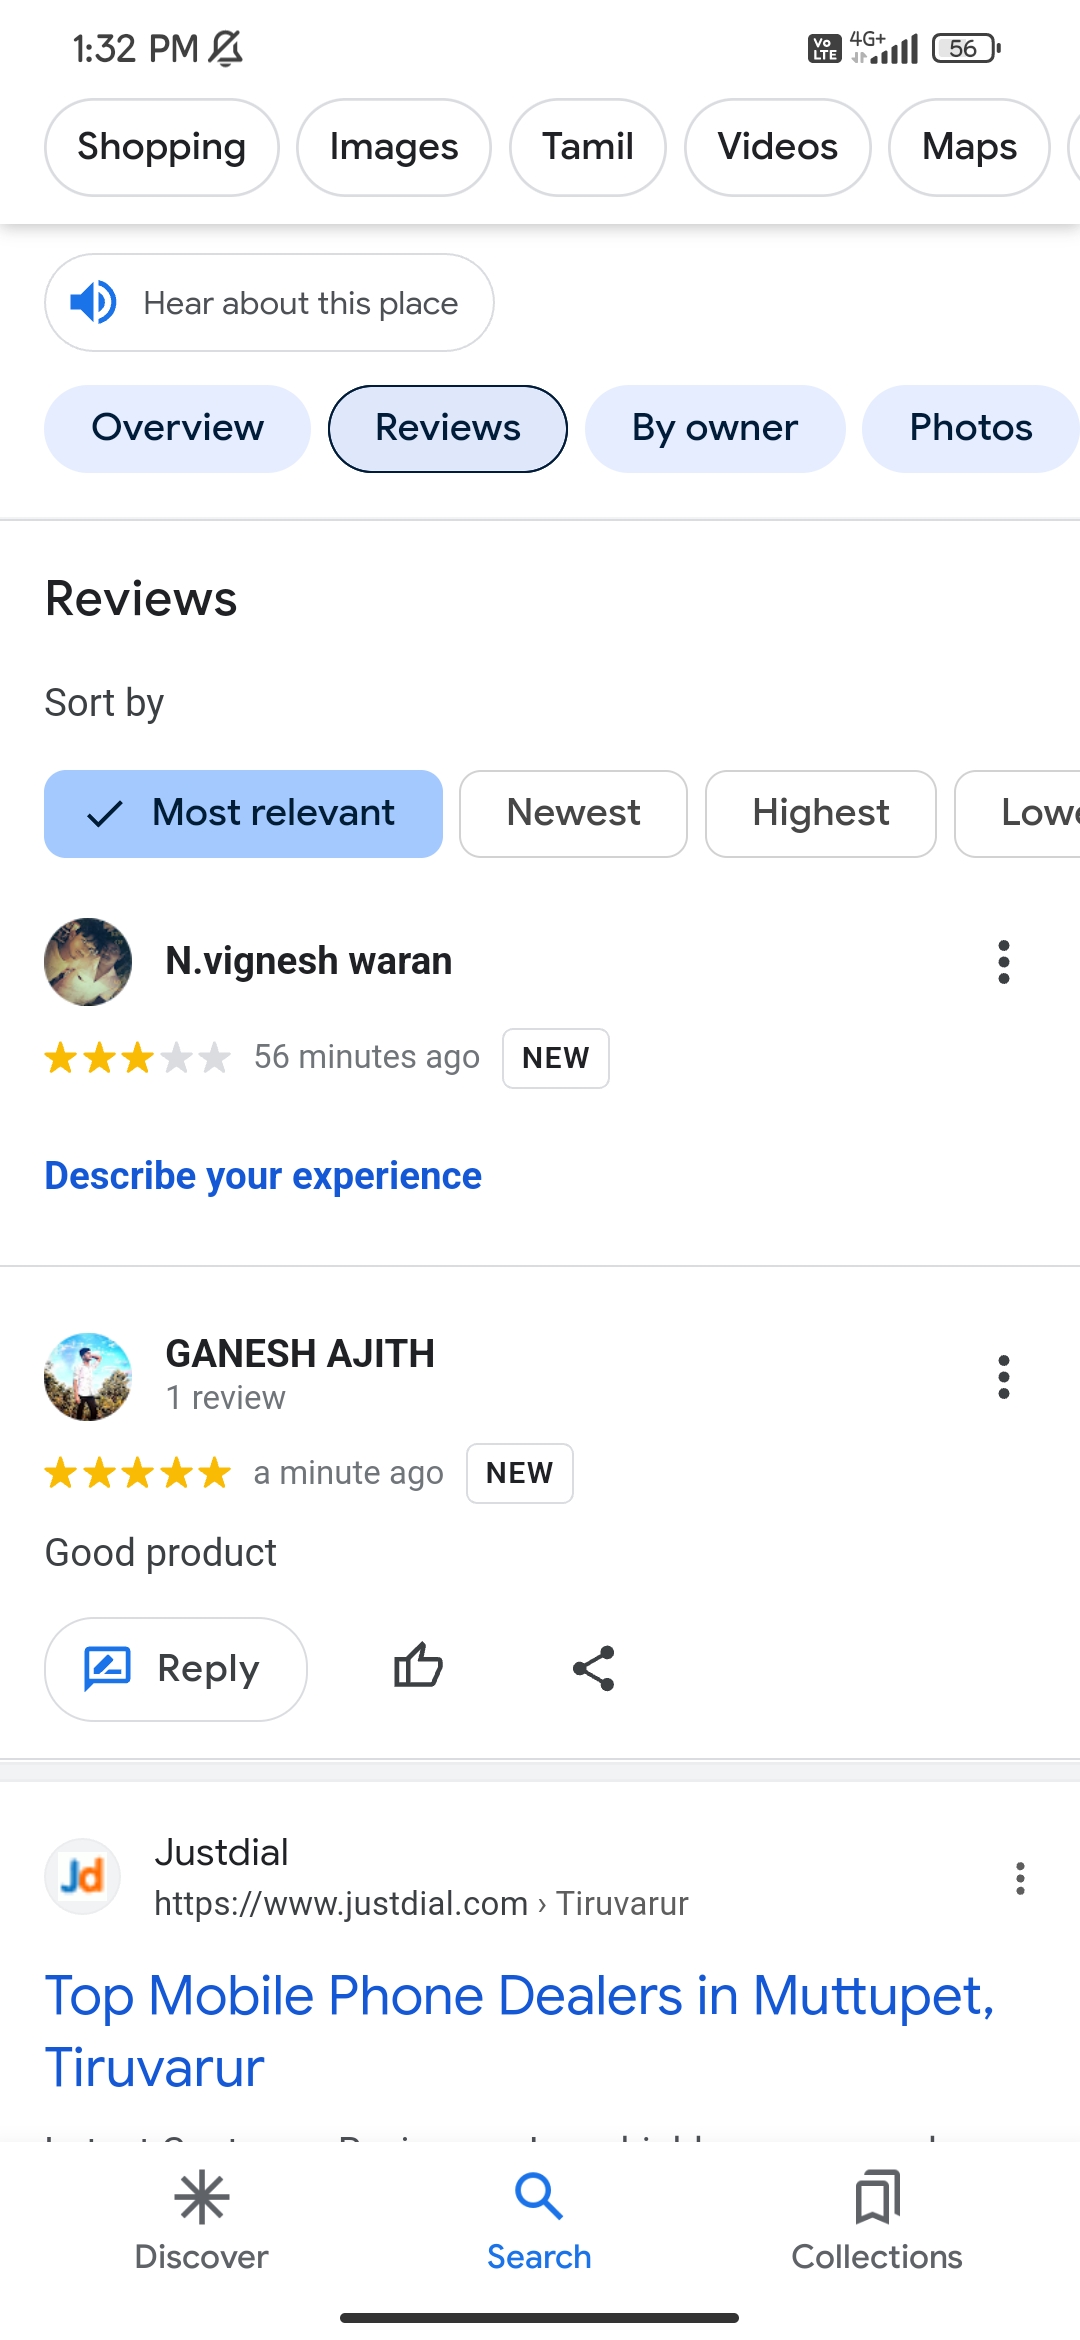 1:32 PM
Vo LTE 4G+ 56
Shopping Images Tamil Videos Maps
Hear about this place
Overview Reviews By owner Photos
Reviews
Sort by
Most relevant Newest Highest
N.vignesh waran
56 minutes ago NEW
Describe your experience
GANESH AJITH
1 review
a minute ago NEW
Good product
Reply
Jd
Justdial
https://www.justdial.com › Tiruvarur
Top Mobile Phone Dealers in Muttupet,
Tiruvarur
Discover Search Collections